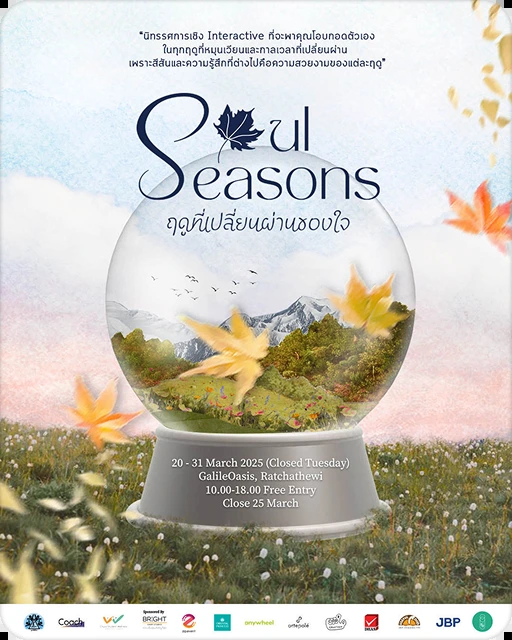 "นิทรรศการเชิง Interactive ที่จะพาคุณโอบกอดตัวเอง
ในทุกฤดูที่หมุนเวียนและกาลเวลาที่เปลี่ยนผ่าน
เพราะสีสันและความรู้สึกที่ต่างไปคือความสวยงามของแต่ละฤดู"
Soul
Seasons
ฤดูที่เปลี่ยนผ่านของใจ
20 - 31 March 2025 (Closed Tuesday)
GalileOasis, Ratchathewi
10.00-18.00 Free Entry
Close 25 March
Sponsored by
Coach BRIGHT anywheel artepolé JBP